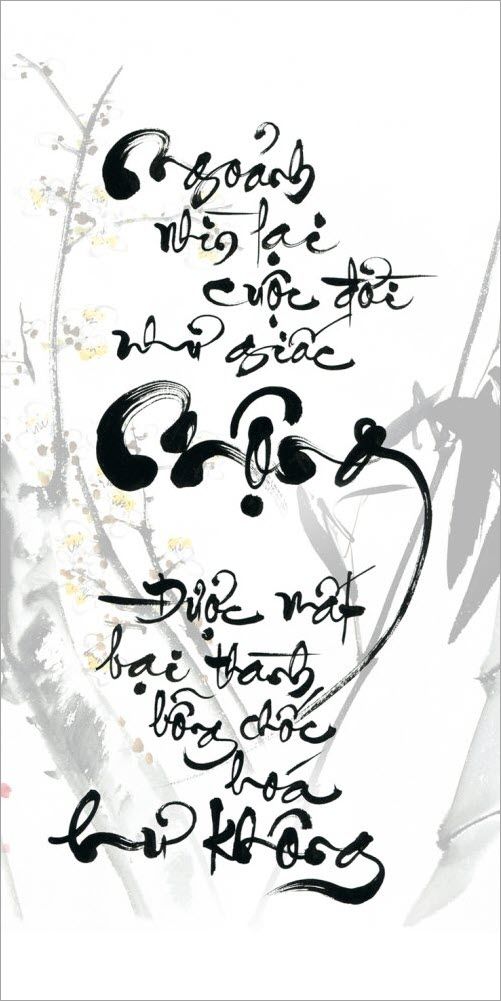 Ngoảnh
nhìn lại
cuộc đời
như giấc
Mộng
Được mất
bại thành
bỗng chốc
hoá
hư không